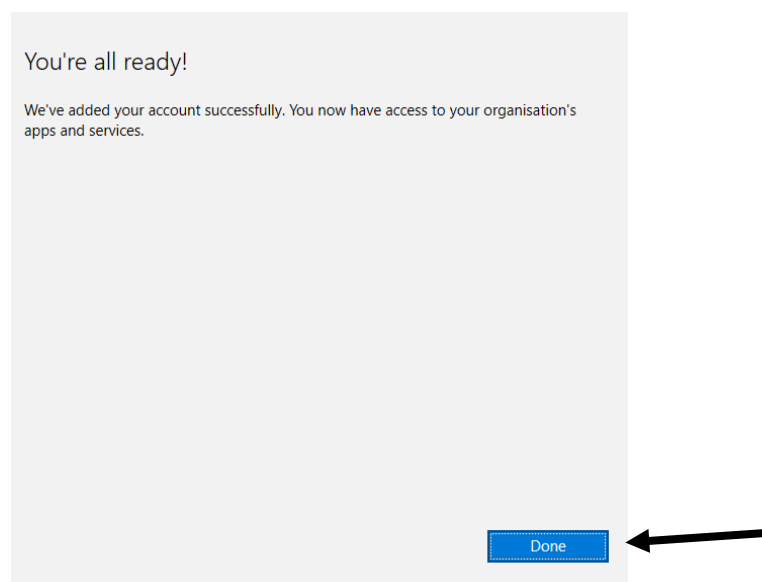 You're all ready!
We've added your account successfully. You now have access to your organisation's
apps and services.
Done